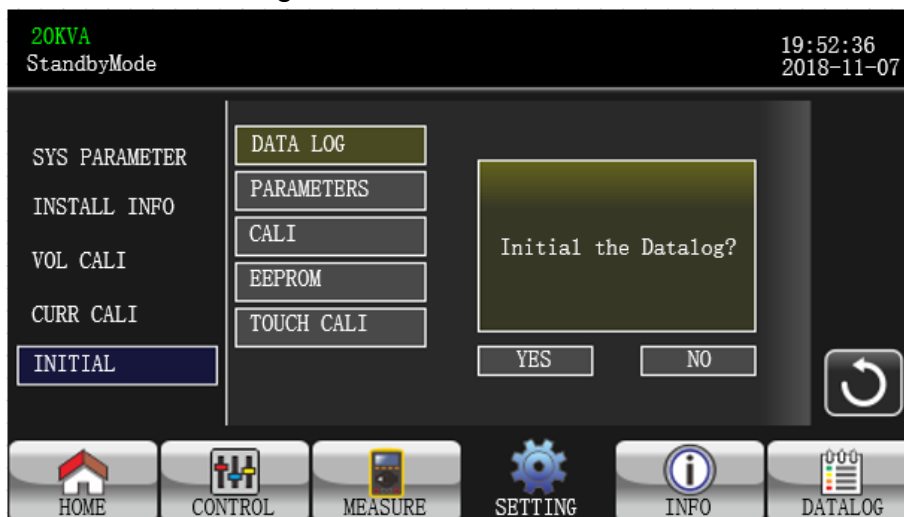 20KVA
StandbyMode
19:52:36
2018-11-07
SYS PARAMETER
INSTALL INFO
VOL CALI
CURR CALI
INITIAL
DATA LOG
PARAMETERS
CALI
EEPROM
TOUCH CALI
Initial the Datalog?
YES
NO
HOME
CONTROL
MEASURE
SETTING
INFO
DATALOG